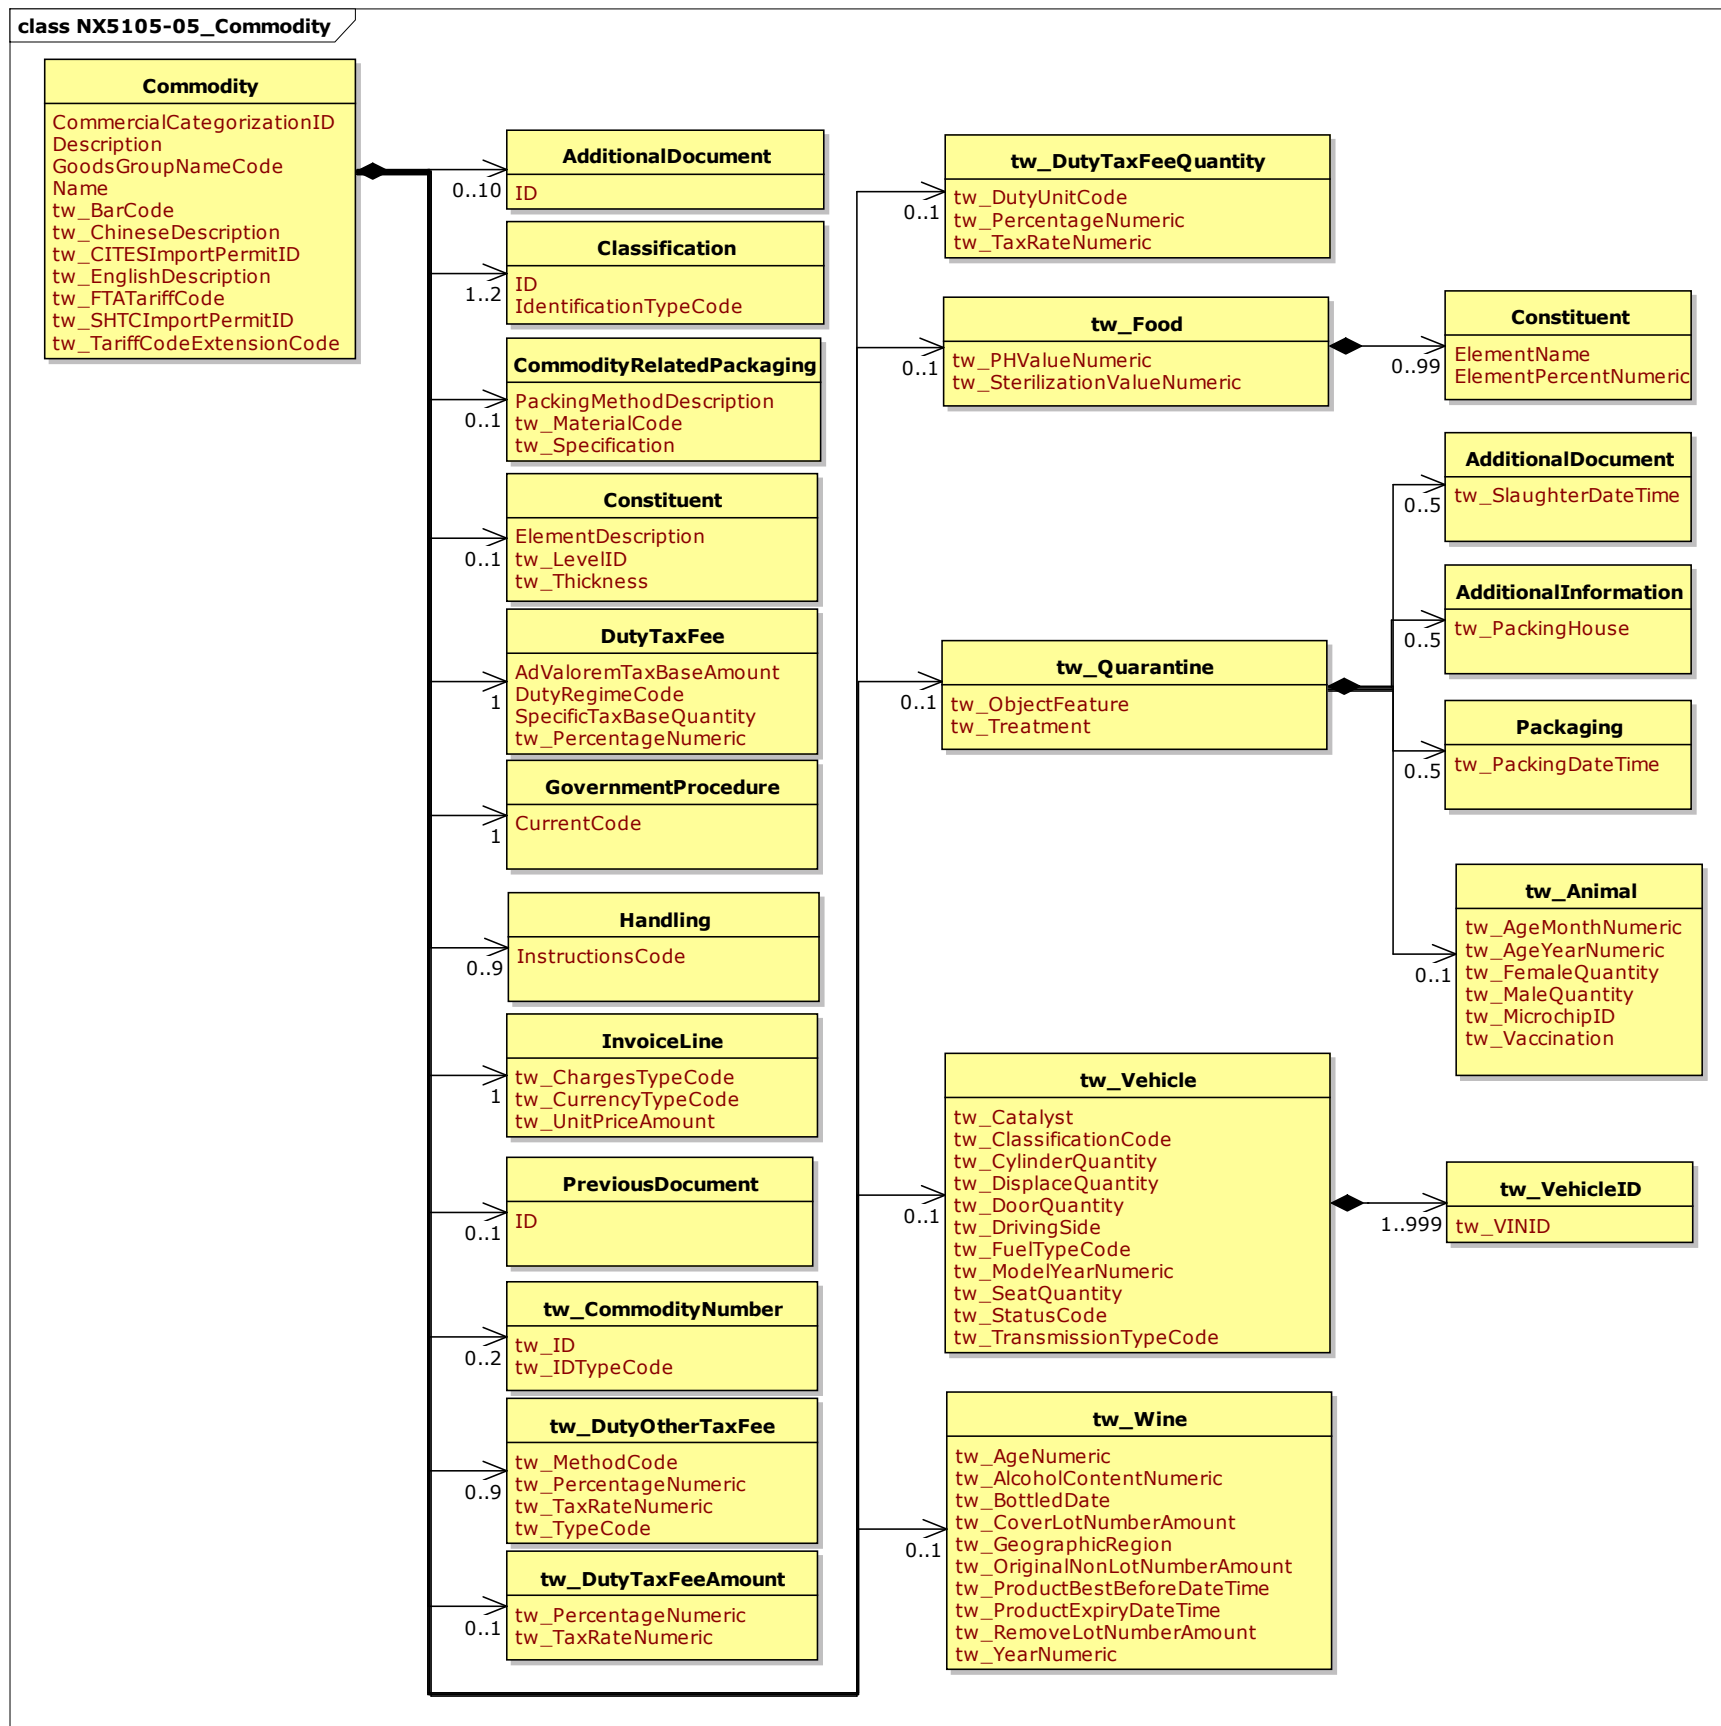 class NX5105-05_Commodity
Commodity
CommercialCategorizationID
Description
GoodsGroupNameCode
Name
tw_BarCode
tw_ChineseDescription
tw_CITESImportPermitID
tw_EnglishDescription
tw_FTATariffCode
tw_SHTCImportPermitID
tw_TariffCodeExtensionCode
AdditionalDocument
0..10
ID
Classification
1..2
ID
IdentificationTypeCode
CommodityRelatedPackaging
0..1
PackingMethodDescription
tw_MaterialCode
tw_Specification
Constituent
0..1
ElementDescription
tw_LevelID
tw_Thickness
DutyTaxFee
1
AdValoremTaxBaseAmount
DutyRegimeCode
SpecificTaxBaseQuantity
tw_PercentageNumeric
GovernmentProcedure
1
CurrentCode
Handling
0..9
InstructionsCode
InvoiceLine
1
tw_ChargesTypeCode
tw_CurrencyTypeCode
tw_UnitPriceAmount
PreviousDocument
0..1
ID
tw_CommodityNumber
0..2
tw_ID
tw_IDTypeCode
tw_DutyOtherTaxFee
0..9
tw_MethodCode
tw_PercentageNumeric
tw_TaxRateNumeric
tw_TypeCode
tw_DutyTaxFeeAmount
0..1
tw_PercentageNumeric
tw_TaxRateNumeric
tw_DutyTaxFeeQuantity
0..1
tw_DutyUnitCode
tw_PercentageNumeric
tw_TaxRateNumeric
tw_Food
0..1
tw_PHValueNumeric
tw_SterilizationValueNumeric
Constituent
0..99
ElementName
ElementPercentNumeric
tw_Quarantine
0..1
tw_ObjectFeature
tw_Treatment
AdditionalDocument
0..5
tw_SlaughterDateTime
AdditionalInformation
0..5
tw_PackingHouse
Packaging
0..5
tw_PackingDateTime
tw_Animal
0..1
tw_AgeMonthNumeric
tw_AgeYearNumeric
tw_FemaleQuantity
tw_MaleQuantity
tw_MicrochipID
tw_Vaccination
tw_Vehicle
0..1
tw_Catalyst
tw_ClassificationCode
tw_CylinderQuantity
tw_DisplaceQuantity
tw_DoorQuantity
tw_DrivingSide
tw_FuelTypeCode
tw_ModelYearNumeric
tw_SeatQuantity
tw_StatusCode
tw_TransmissionTypeCode
tw_VehicleID
1..999
tw_VINID
tw_Wine
0..1
tw_AgeNumeric
tw_AlcoholContentNumeric
tw_BottledDate
tw_CoverLotNumberAmount
tw_GeographicRegion
tw_OriginalNonLotNumberAmount
tw_ProductBestBeforeDateTime
tw_ProductExpiryDateTime
tw_RemoveLotNumberAmount
tw_YearNumeric